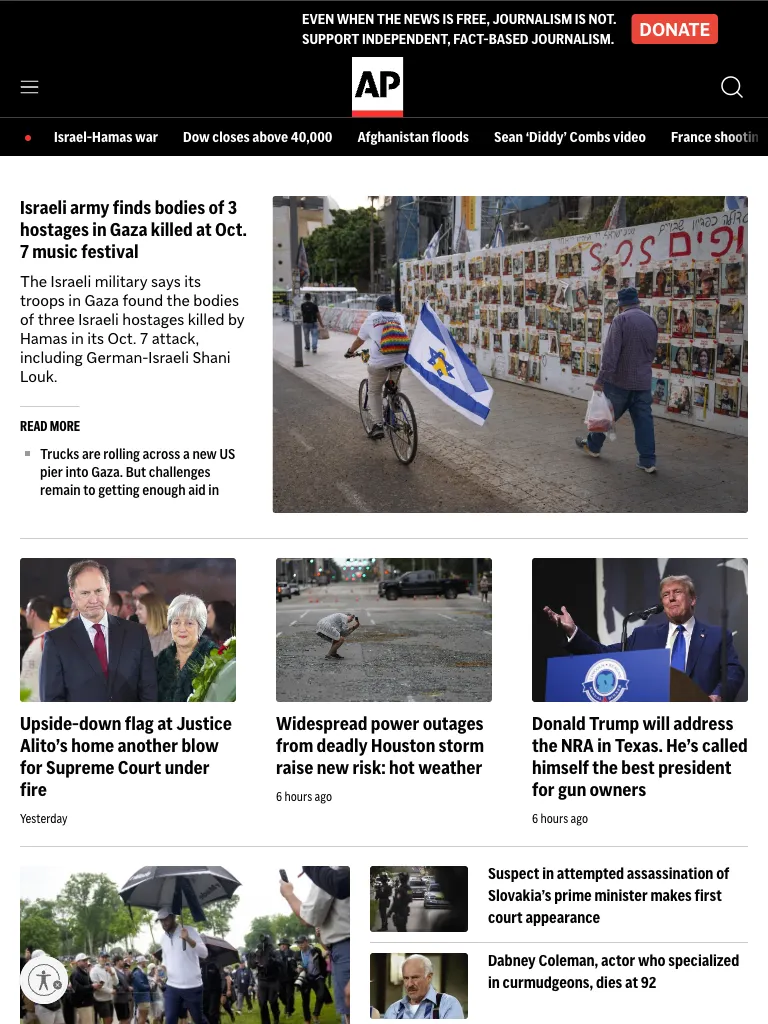 EVEN WHEN THE NEWS IS FREE, JOURNALISM IS NOT.
SUPPORT INDEPENDENT, FACT-BASED JOURNALISM.
DONATE
AP
Israel-Hamas war
Dow closes above 40,000
Afghanistan floods
Sean ‘Diddy’ Combs video
France shootin
Israeli army finds bodies of 3
hostages in Gaza killed at Oct.
7 music festival
The Israeli military says its
troops in Gaza found the bodies
of three Israeli hostages killed by
Hamas in its Oct. 7 attack,
including German-Israeli Shani
Louk.
READ MORE
Trucks are rolling across a new US
pier into Gaza. But challenges
remain to getting enough aid in
Upside-down flag at Justice
Alito’s home another blow
for Supreme Court under
fire
Yesterday
Widespread power outages
from deadly Houston storm
raise new risk: hot weather
6 hours ago
Donald Trump will address
the NRA in Texas. He’s called
himself the best president
for gun owners
6 hours ago
Suspect in attempted assassination of
Slovakia’s prime minister makes first
court appearance
Dabney Coleman, actor who specialized
in curmudgeons, dies at 92